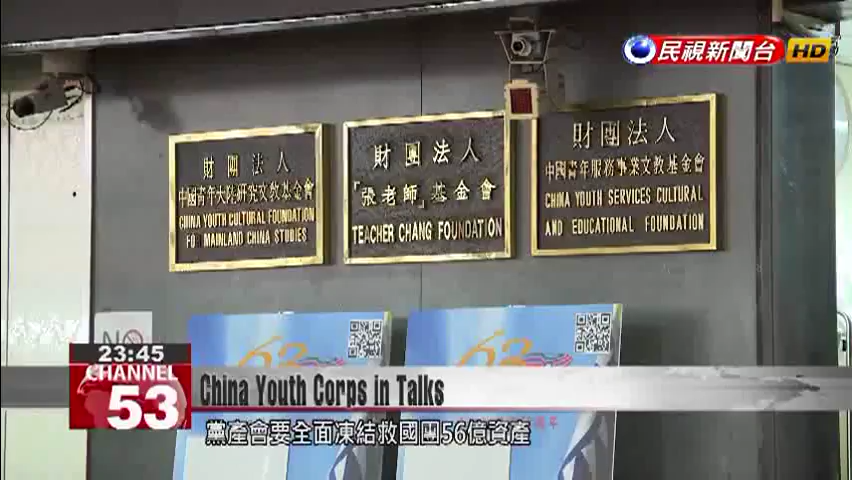 民視新聞台 HD
財團法人
中國青年大陸研究文教基金會
CHINA YOUTH CULTURAL FOUNDATION
FO MAINLAND CHINA STUDIES
財團法人
「張老師」基金會
TEACHER CHANG FOUNDATION
財團法人
中國青年服務事業文教基金會
CHINA YOUTH SERVICES CULTURAL
AND EDUCATIONAL FOUNDATION
63
63
NO
23:45
CHANNEL
53
China Youth Corps in Talks
黨產會要全面凍結救國團56億資產